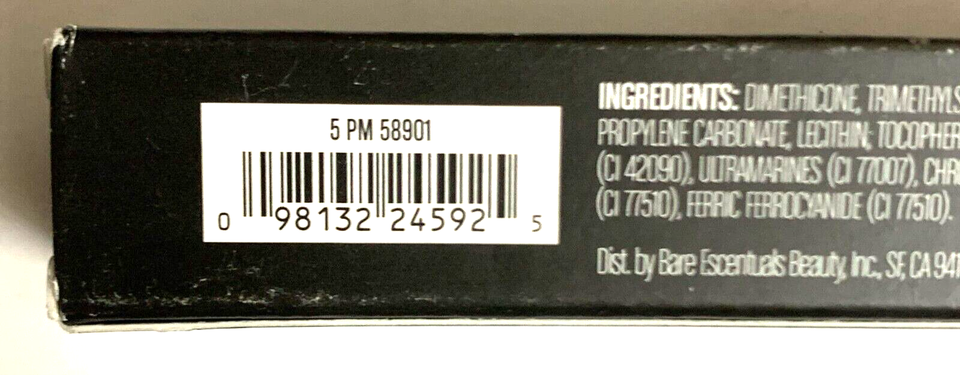 5 PM 58901
0 98132 24592 5
INGREDIENTS: DIMETHICONE, TRIMETHYLS
PROPYLENE CARBONATE, LECITHIN; TOCOPHER
(CI 42090), ULTRAMARINES (CI 77007), CHR
(CI 77510), FERRIC FERROCYANIDE (CI 77510).
Dist. by Bare Escentuals Beauty, Inc., SF, CA 941